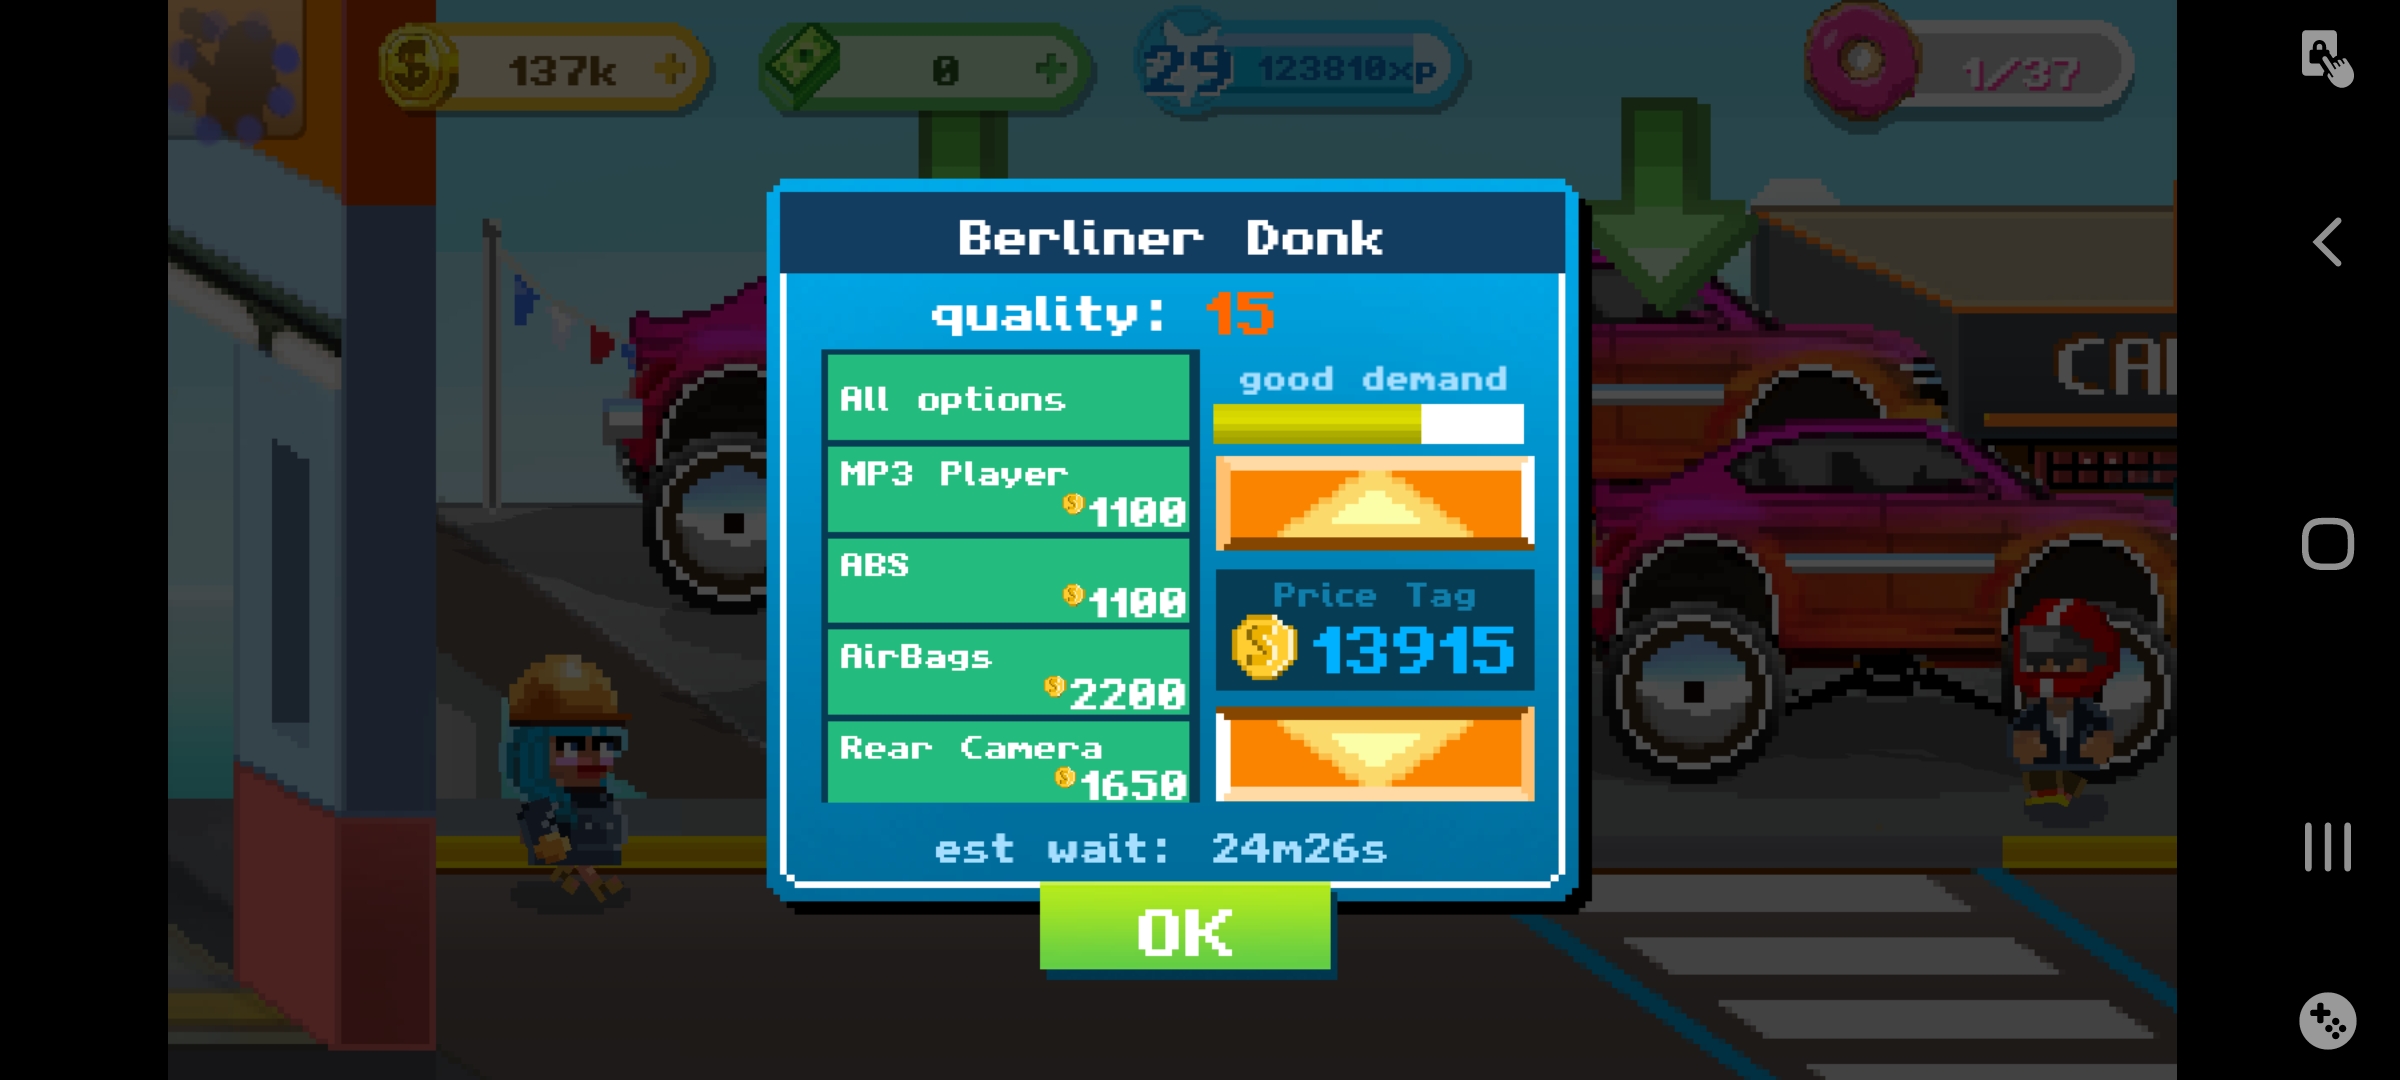 137k
0
29
123810xp
1/37
Berliner Donk
quality: 15
All options
good demand
MP3 Player
1100
ABS
1100
Price Tag
13915
AirBags
2200
Rear Camera
1650
est wait: 24m26s
OK